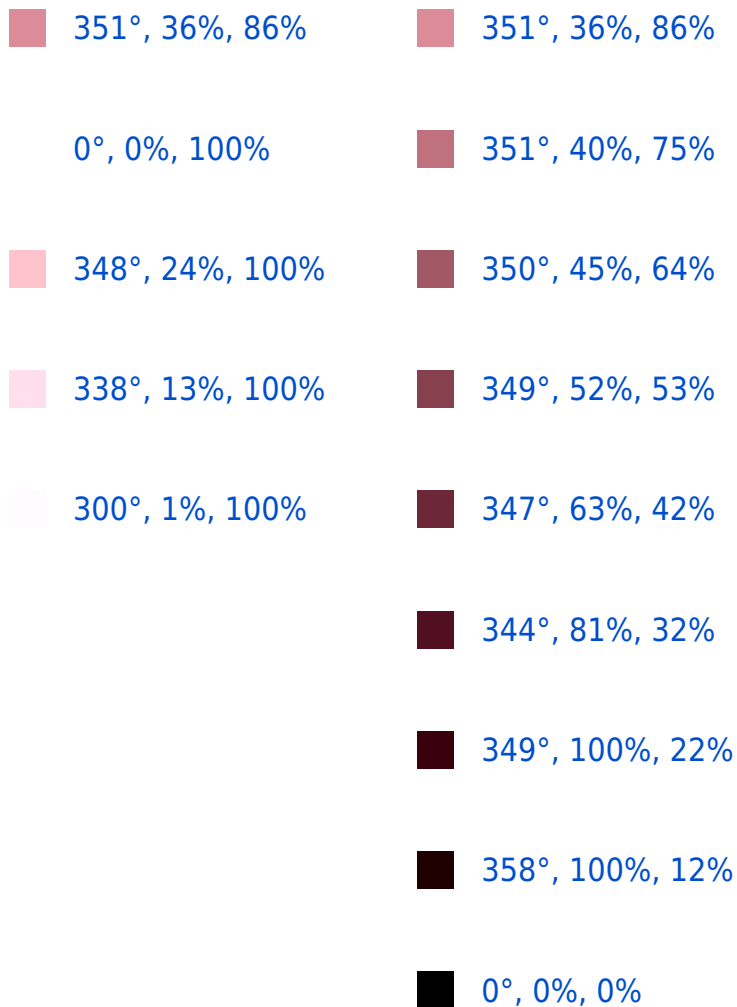 351°, 36%, 86%
351°, 36%, 86%
0°, 0%, 100%
351°, 40%, 75%
348°, 24%, 100%
350°, 45%, 64%
338°, 13%, 100%
349°, 52%, 53%
300°, 1%, 100%
347°, 63%, 42%
344°, 81%, 32%
349°, 100%, 22%
358°, 100%, 12%
0°, 0%, 0%